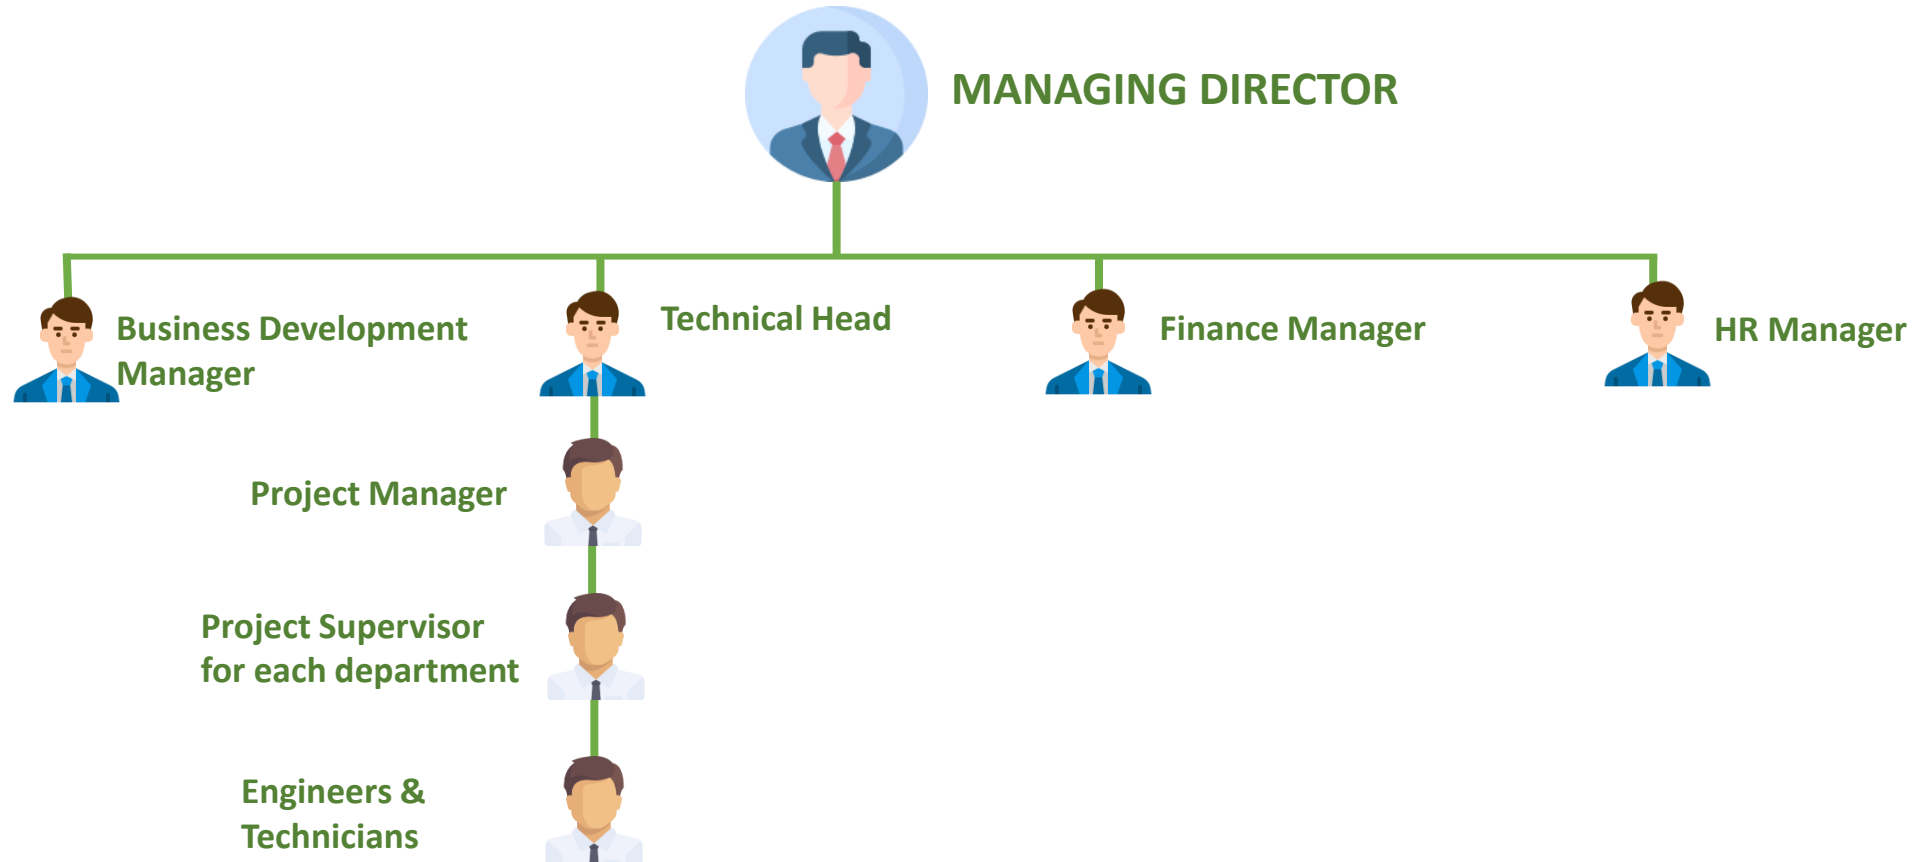 MANAGING DIRECTOR
Business Development
Manager
Technical Head
Finance Manager
HR Manager
Project Manager
Project Supervisor
for each department
Engineers &
Technicians